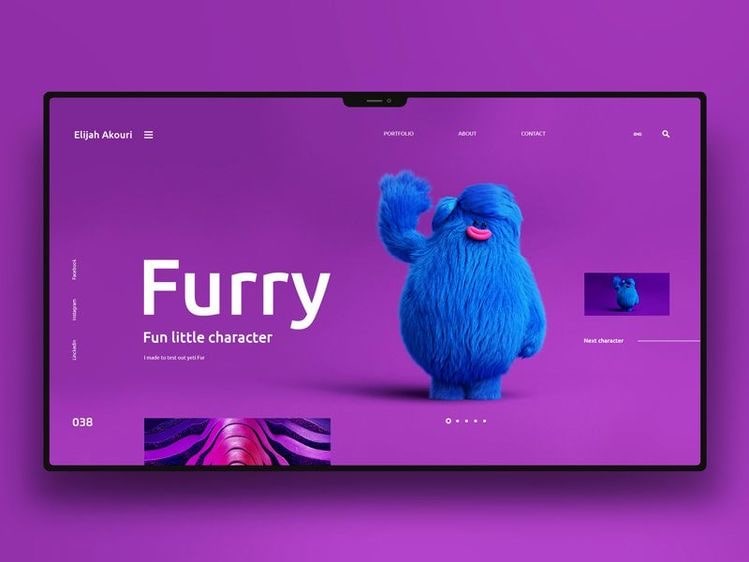 Elijah Akouri
PORTFOLIO
ABOUT
CONTACT
ENG
Facebook
Instagram
LinckedIn
Furry
Fun little character
I made to test out yeti Fur
Next character
038